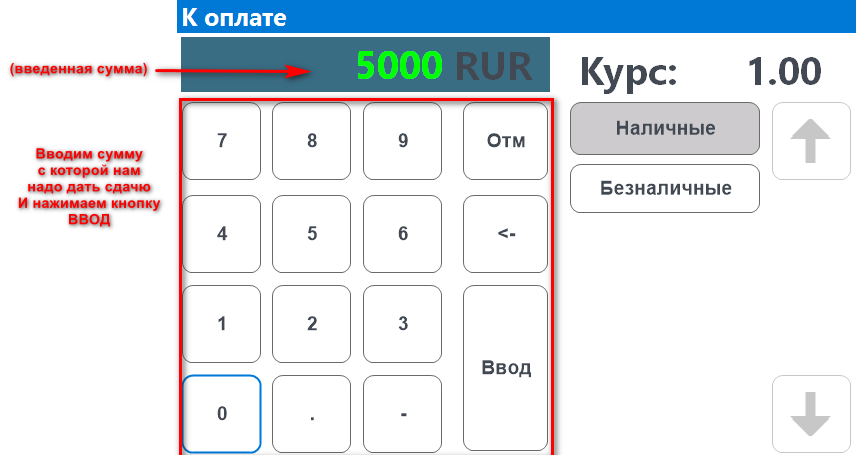 К оплате
(введенная сумма)
5000 RUR
Курс: 1.00
Вводим сумму
с которой нам
надо дать сдачю
И нажимаем кнопку
ВВОД
7 8 9 Отм
Наличные
Безналичные
4 5 6 <-
1 2 3
Ввод
0 . -